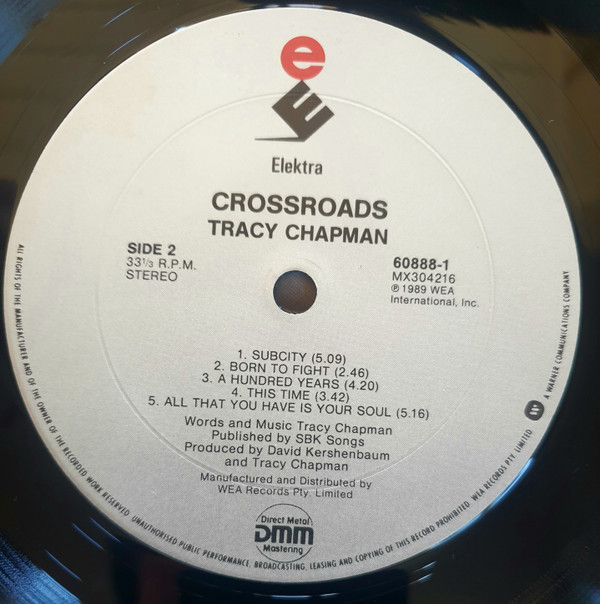 e
E
Elektra
CROSSROADS
TRACY CHAPMAN
SIDE 2
33⅓ R.P.M.
STEREO
60888-1
MX304216
℗ 1989 WEA
International, Inc.
1. SUBCITY (5.09)
2. BORN TO FIGHT (2.46)
3. A HUNDRED YEARS (4.20)
4. THIS TIME (3.42)
5. ALL THAT YOU HAVE IS YOUR SOUL (5.16)
Words and Music Tracy Chapman
Published by SBK Songs
Produced by David Kershenbaum
and Tracy Chapman
Manufactured and Distributed by
WEA Records Pty. Limited
Direct Metal
DMM
Mastering
ALL RIGHTS OF THE MANUFACTURER AND OF THE OWNER OF THE RECORDED WORK RESERVED. UNAUTHORISED PUBLIC PERFORMANCE, BROADCASTING, LEASING AND COPYING OF THIS RECORD PROHIBITED. WEA RECORDS PTY. LIMITED
A WARNER COMMUNICATIONS COMPANY